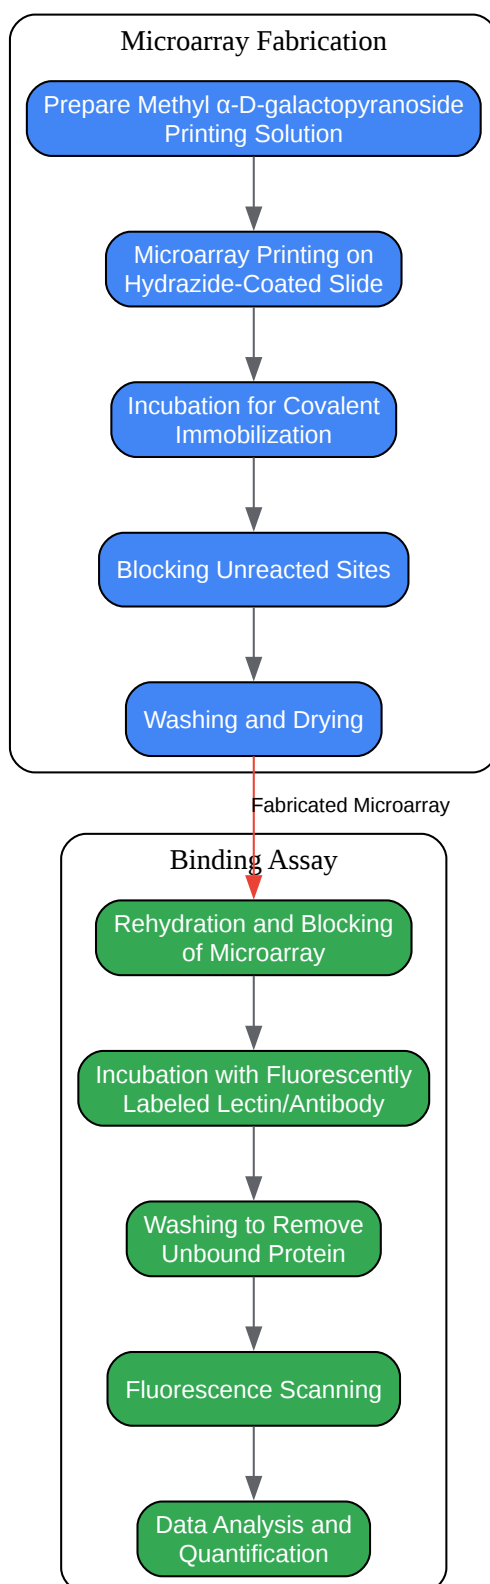 Microarray Fabrication
Prepare Methyl α-D-galactopyranoside
Printing Solution
Microarray Printing on
Hydrazide-Coated Slide
Incubation for Covalent
Immobilization
Blocking Unreacted Sites
Washing and Drying
Fabricated Microarray
Binding Assay
Rehydration and Blocking
of Microarray
Incubation with Fluorescently
Labeled Lectin/Antibody
Washing to Remove
Unbound Protein
Fluorescence Scanning
Data Analysis and
Quantification